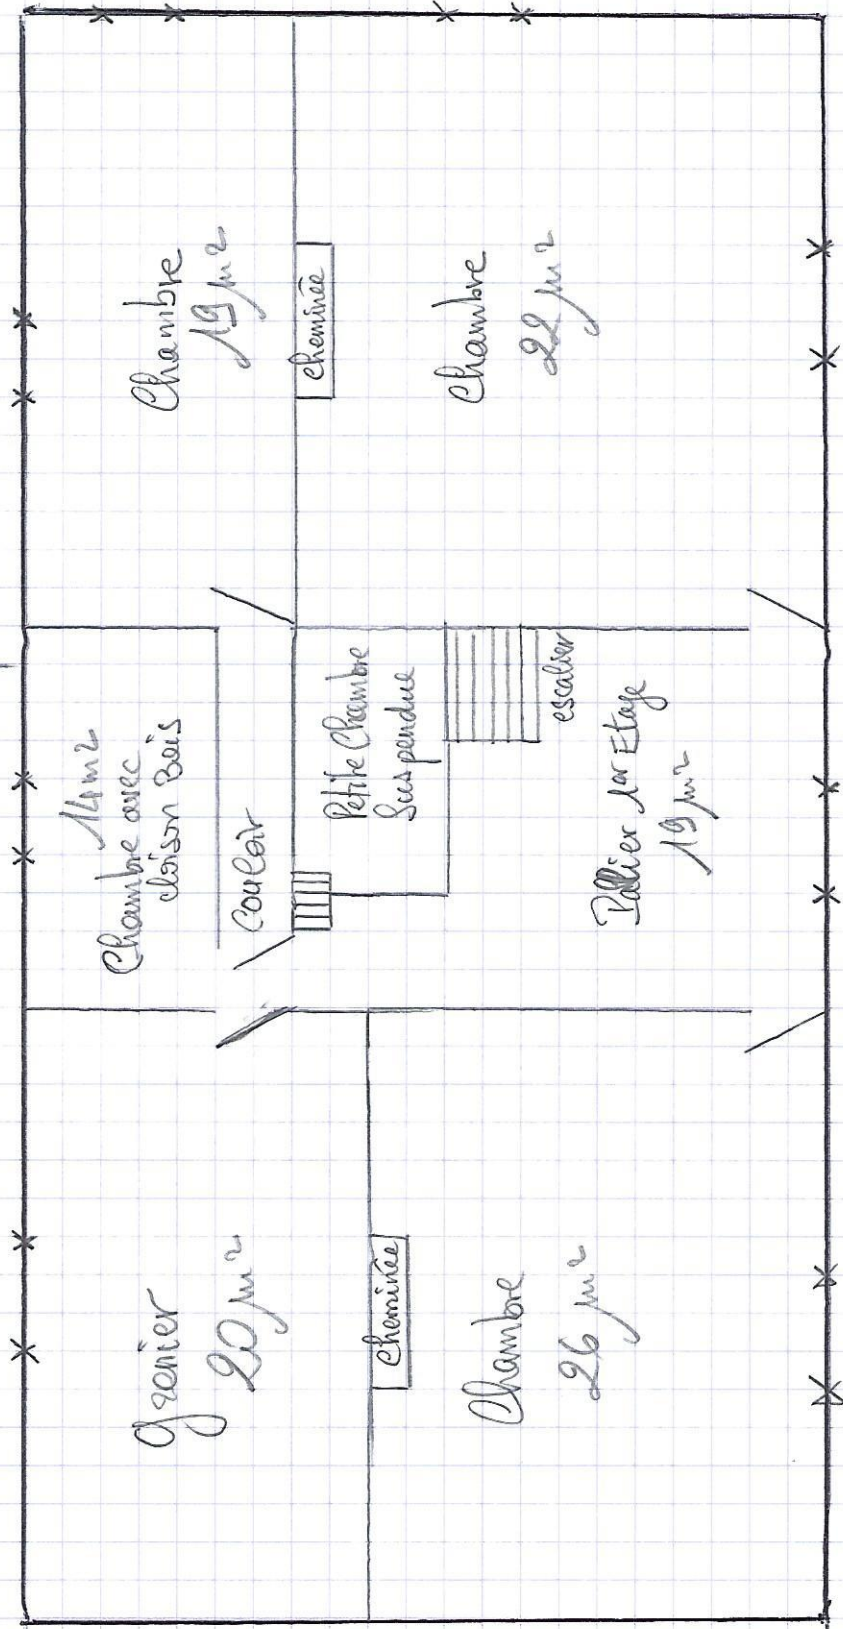 Grenier
20 m²
cheminée
Chambre
26 m²
14 m2
Chambre avec
cloison Bois
Couloir
Petite Chambre
Suspendue
escalier
Pallier 1er Etage
19 m²
Chambre
19 m²
cheminée
Chambre
22 m²